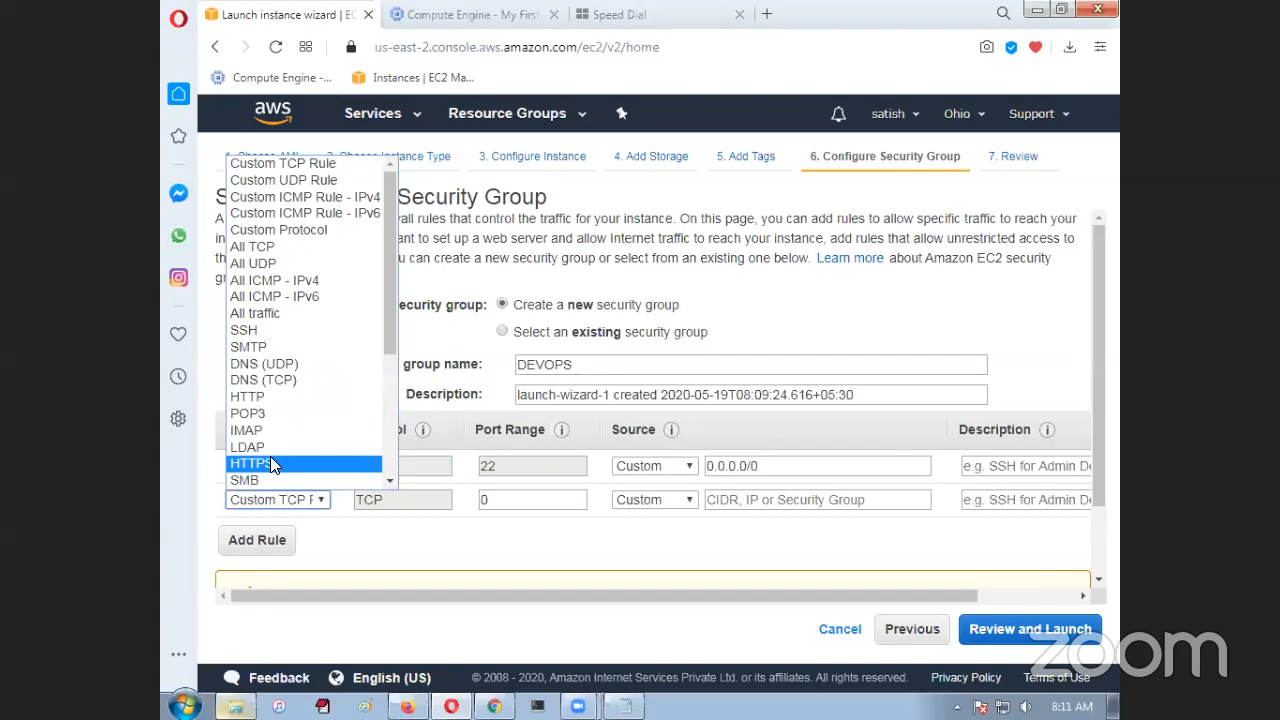 Launch instance wizard | EC
Compute Engine - My First
Speed Dial
us-east-2.console.aws.amazon.com/ec2/v2/home
Compute Engine -...
Instances | EC2 Ma...
aws
Services
Resource Groups
satish
Ohio
Support
2. Choose Instance Type
3. Configure Instance
4. Add Storage
5. Add Tags
6. Configure Security Group
7. Review
Custom TCP Rule
Custom UDP Rule
Custom ICMP Rule - IPv4
Custom ICMP Rule - IPv6
Custom Protocol
All TCP
All UDP
All ICMP - IPv4
All ICMP - IPv6
All traffic
SSH
SMTP
DNS (UDP)
DNS (TCP)
HTTP
POP3
IMAP
LDAP
HTTPS
SMB
Security Group
all rules that control the traffic for your instance. On this page, you can add rules to allow specific traffic to reach your
ant to set up a web server and allow Internet traffic to reach your instance, add rules that allow unrestricted access to
ou can create a new security group or select from an existing one below. Learn more about Amazon EC2 security
ecurity group:
Create a new security group
Select an existing security group
group name:
DEVOPS
Description:
launch-wizard-1 created 2020-05-19T08:09:24.616+05:30
Port Range
Source
Description
22
Custom
0.0.0.0/0
e.g. SSH for Admin De
Custom TCP F
TCP
0
Custom
CIDR, IP or Security Group
e.g. SSH for Admin De
Add Rule
Cancel
Previous
Review and Launch
zoom
Feedback
English (US)
© 2008 - 2020, Amazon Internet Services Private Ltd. or its affiliates. All rights reserved.
Privacy Policy
Terms of Use
8:11 AM